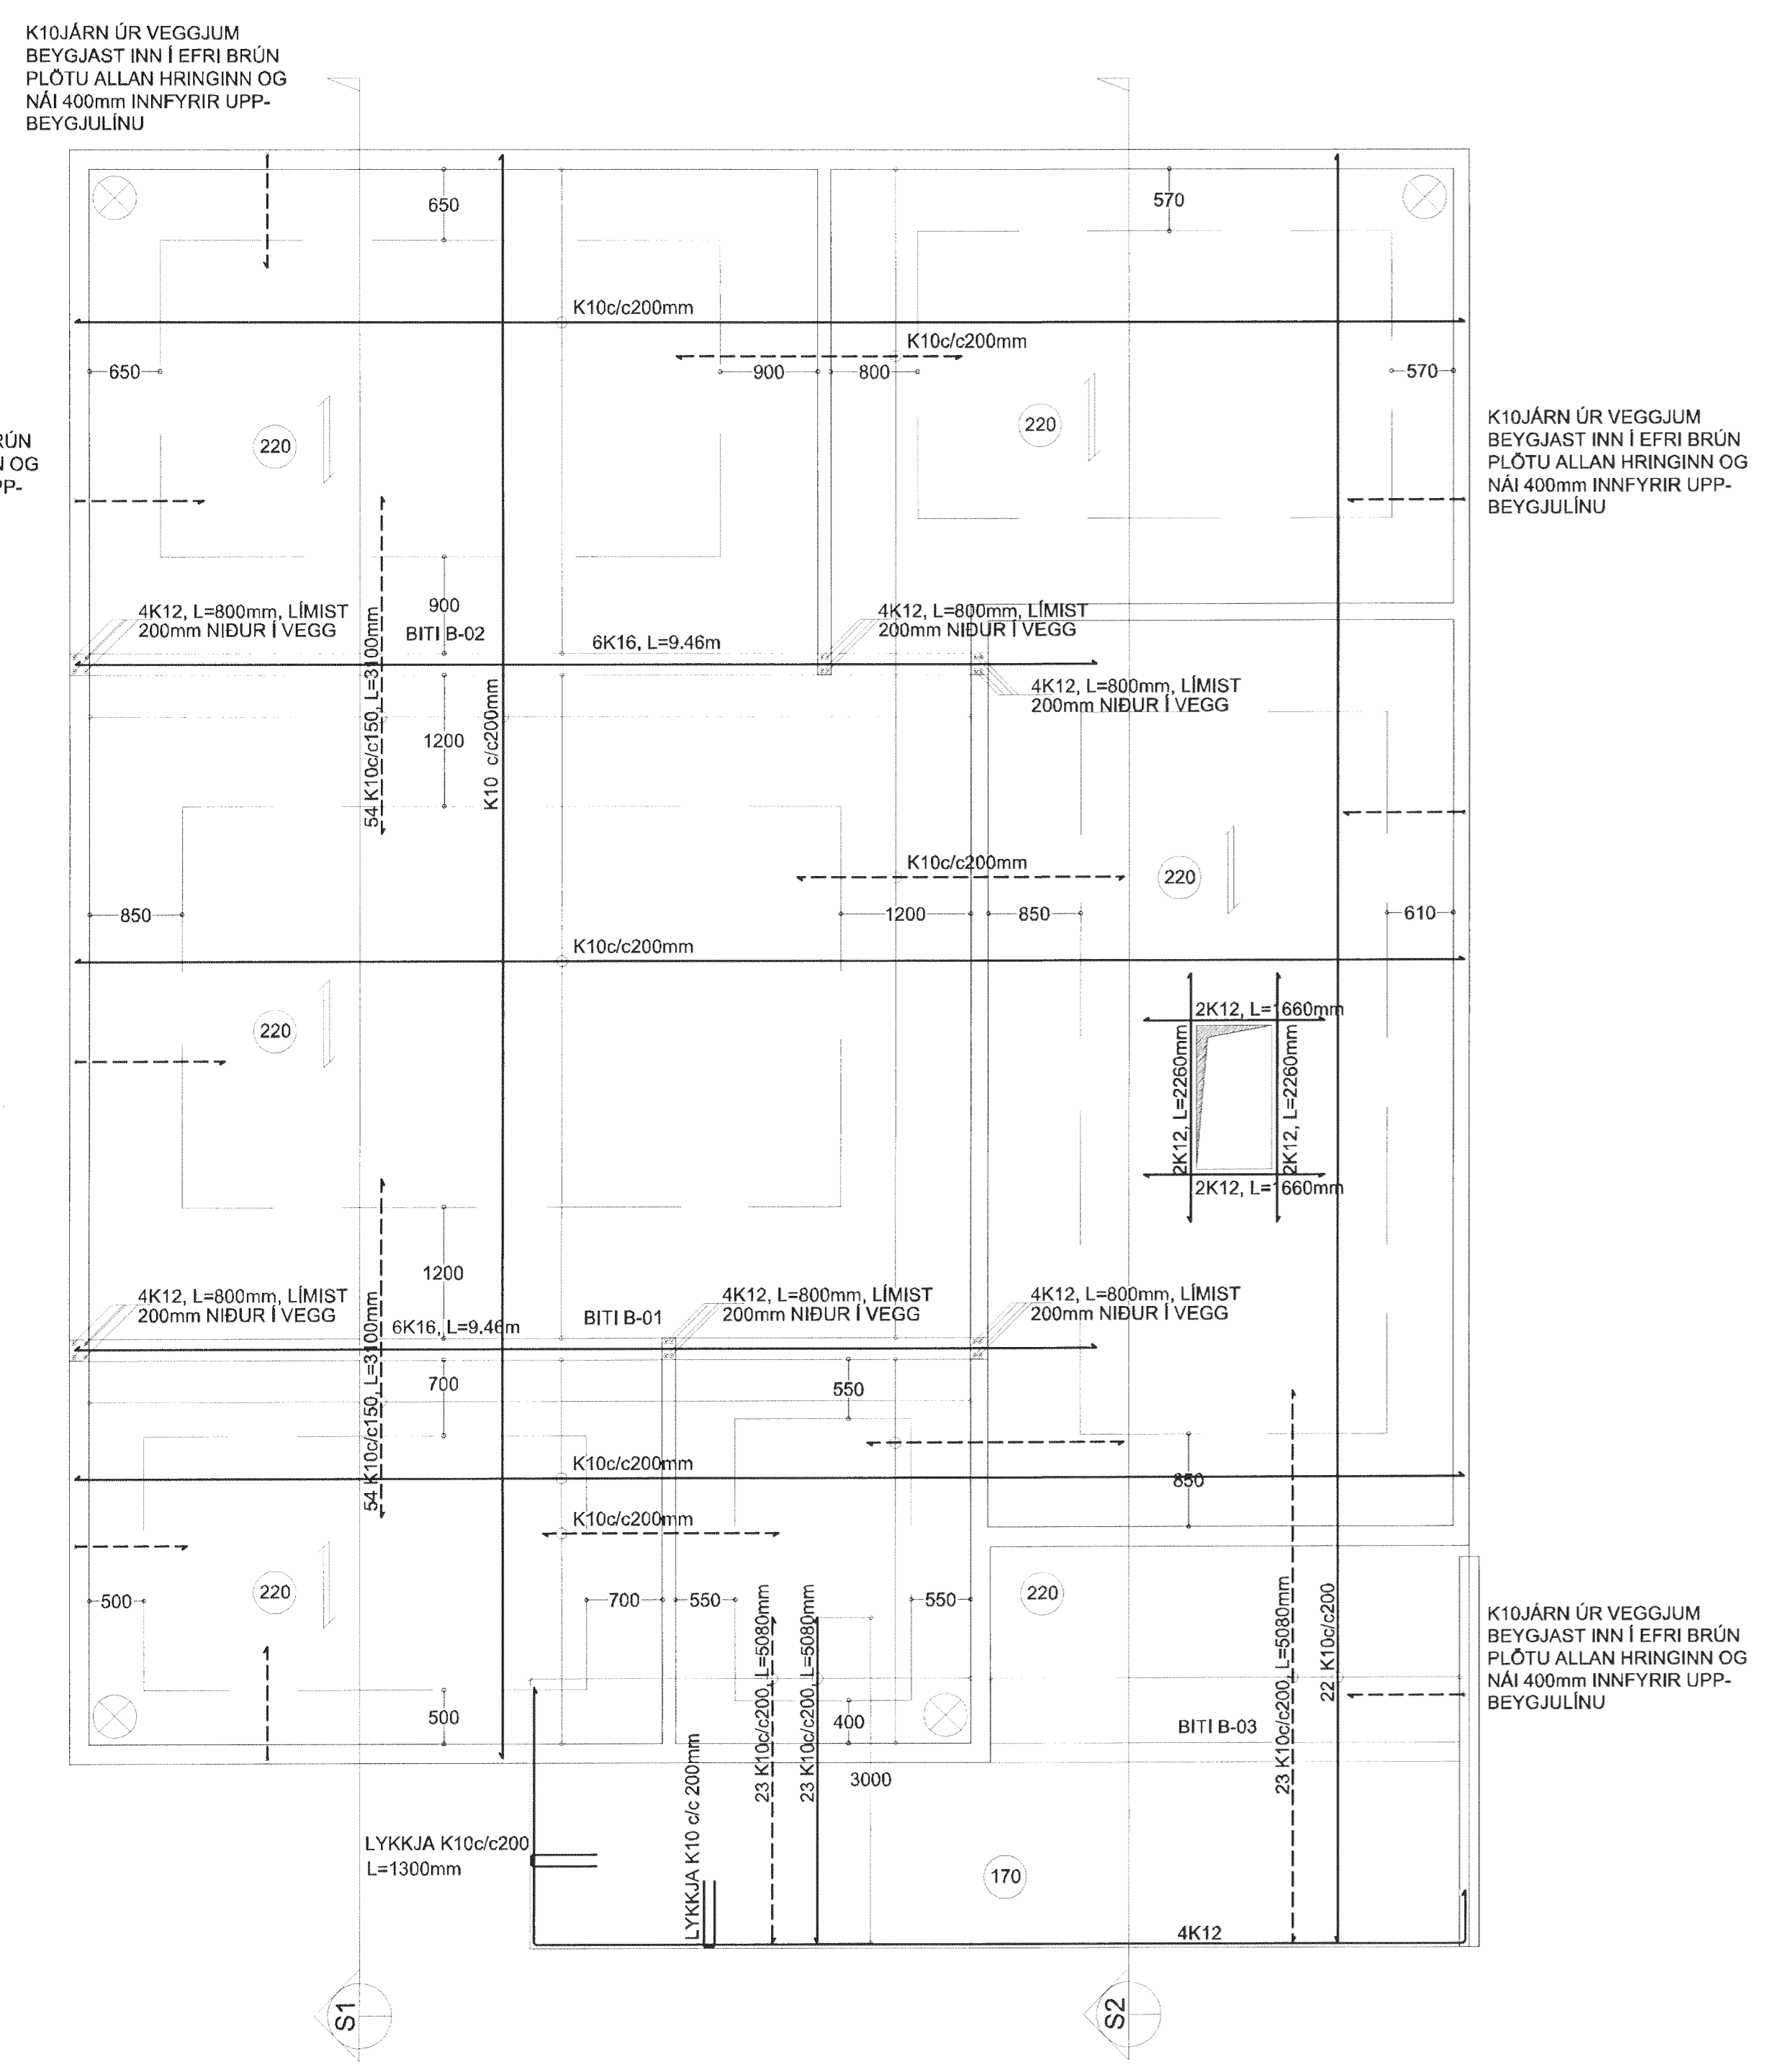 K10JÁRN ÚR VEGGJUM
BEYGJAST INN Í EFRI BRÚN
PLÖTU ALLAN HRINGINN OG
NÁI 400mm INNFYRIR UPP-
BEYGJULÍNU
650
570
K10c/c200mm
K10c/c200mm
650
900
800
570
220
220
RÚN
N OG
PP-
K10JÁRN ÚR VEGGJUM
BEYGJAST INN Í EFRI BRÚN
PLÖTU ALLAN HRINGINN OG
NÁI 400mm INNFYRIR UPP-
BEYGJULÍNU
4K12, L=800mm, LÍMIST
200mm NIÐUR Í VEGG
900
BITI B-02
6K16, L=9.46m
4K12, L=800mm, LÍMIST
200mm NIÐUR Í VEGG
4K12, L=800mm, LÍMIST
200mm NIÐUR Í VEGG
54 K10c/c150, L=3100mm
K10 c/c200mm
1200
K10c/c200mm
220
850
1200
850
610
K10c/c200mm
220
2K12, L=1660mm
2K12, L=2260mm
2K12, L=2260mm
2K12, L=1660mm
1200
4K12, L=800mm, LÍMIST
200mm NIÐUR Í VEGG
6K16, L=9.46m
BITI B-01
4K12, L=800mm, LÍMIST
200mm NIÐUR Í VEGG
4K12, L=800mm, LÍMIST
200mm NIÐUR Í VEGG
54 K10c/c150, L=3100mm
700
550
K10c/c200mm
850
K10c/c200mm
500
220
700
550
550
220
23 K10c/c200, L=5080mm
23 K10c/c200, L=5080mm
23 K10c/c200, L=5080mm
22 K10c/c200
K10JÁRN ÚR VEGGJUM
BEYGJAST INN Í EFRI BRÚN
PLÖTU ALLAN HRINGINN OG
NÁI 400mm INNFYRIR UPP-
BEYGJULÍNU
500
400
BITI B-03
3000
LYKKJA K10c/c200
L=1300mm
LYKKJA K10 c/c 200mm
170
4K12
S1
S2